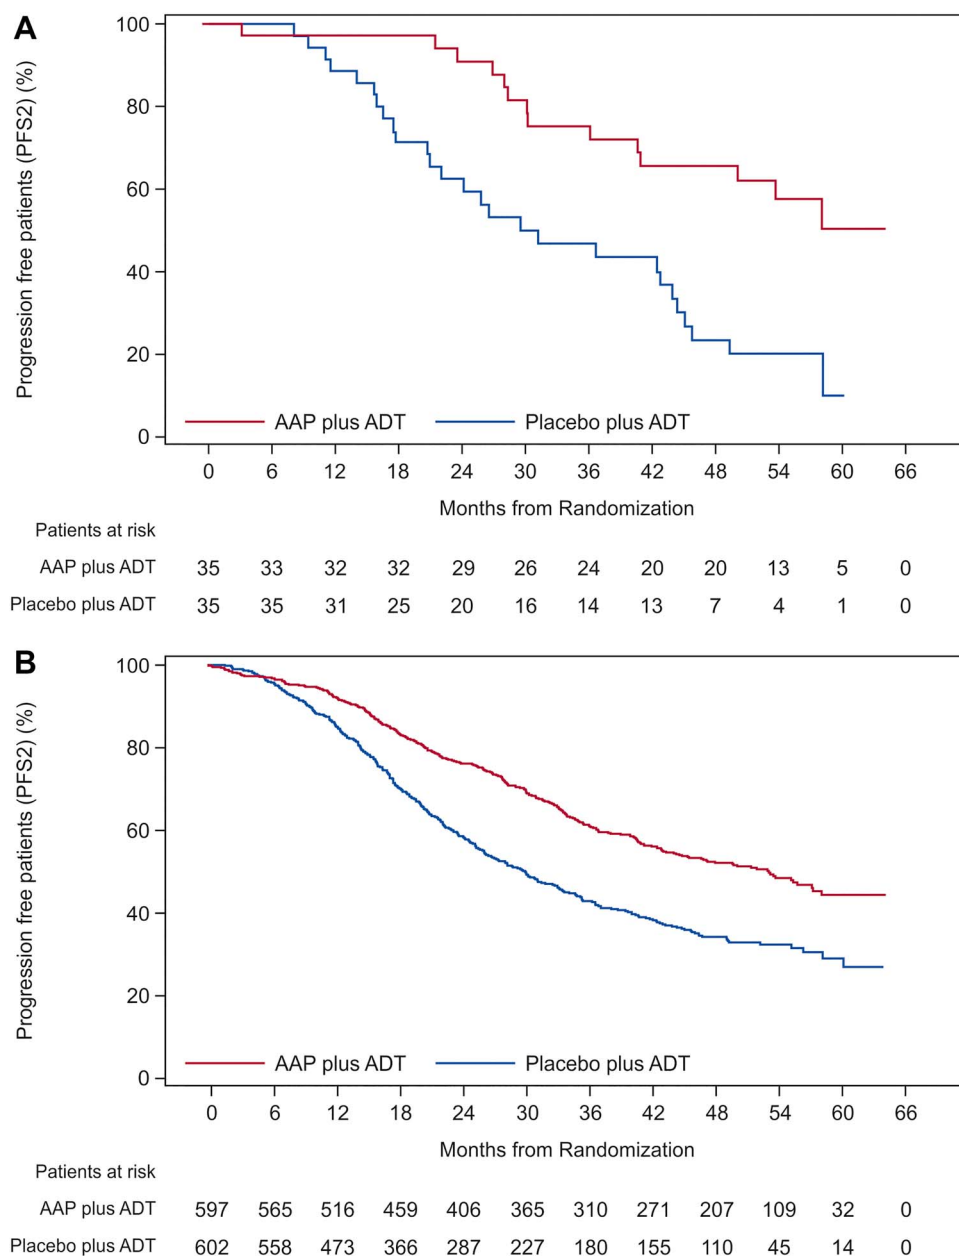 A
Progression free patients (PFS2) (%)
100
80
60
40
20
0
AAP plus ADT Placebo plus ADT
0 6 12 18 24 30 36 42 48 54 60 66
Months from Randomization
Patients at risk
AAP plus ADT 35 33 32 32 29 26 24 20 20 13 5 0
Placebo plus ADT 35 35 31 25 20 16 14 13 7 4 1 0
B
Progression free patients (PFS2) (%)
100
80
60
40
20
0
AAP plus ADT Placebo plus ADT
0 6 12 18 24 30 36 42 48 54 60 66
Months from Randomization
Patients at risk
AAP plus ADT 597 565 516 459 406 365 310 271 207 109 32 0
Placebo plus ADT 602 558 473 366 287 227 180 155 110 45 14 0